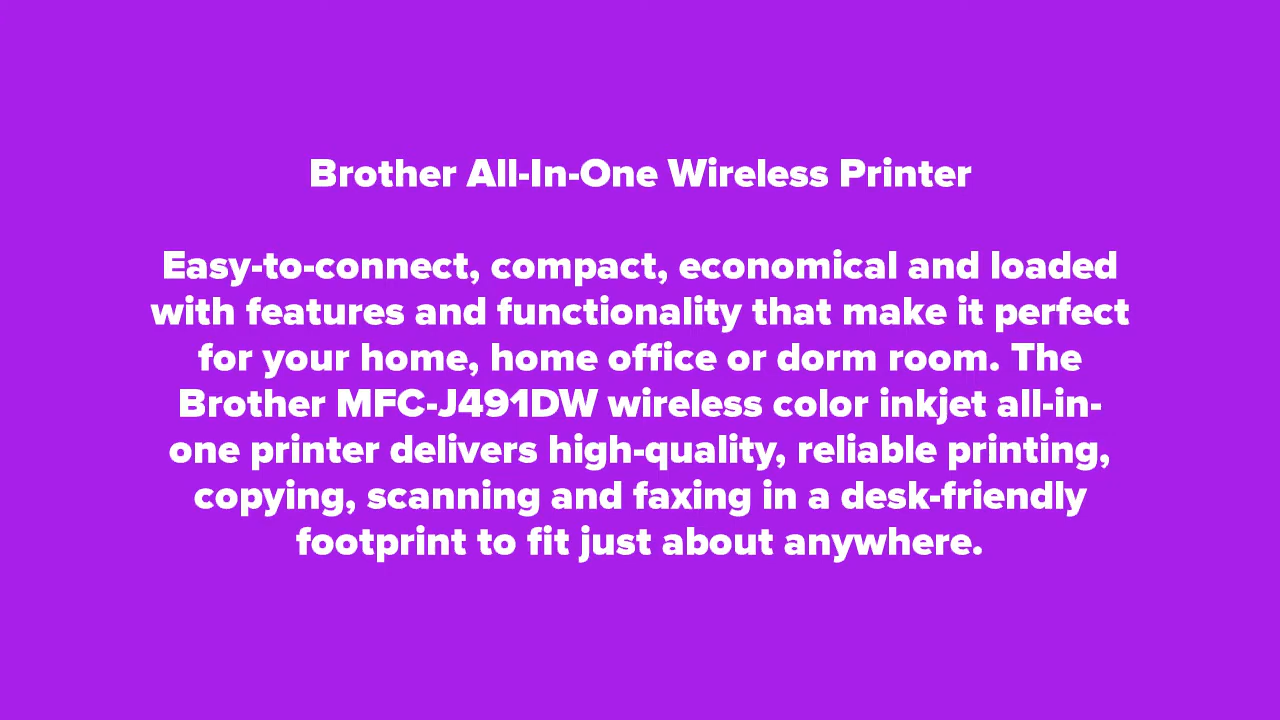 Brother All-In-One Wireless Printer
Easy-to-connect, compact, economical and loaded
with features and functionality that make it perfect
for your home, home office or dorm room. The
Brother MFC-J491DW wireless color inkjet all-in-
one printer delivers high-quality, reliable printing,
copying, scanning and faxing in a desk-friendly
footprint to fit just about anywhere.